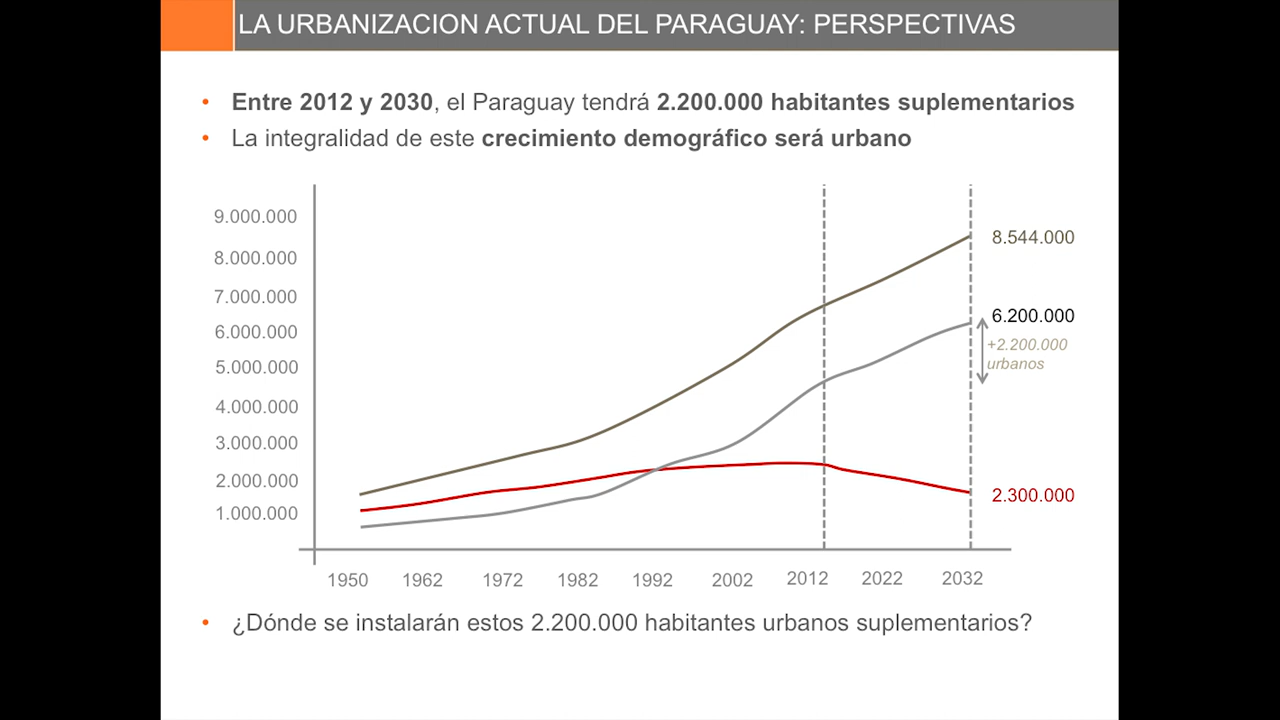 LA URBANIZACION ACTUAL DEL PARAGUAY: PERSPECTIVAS
• Entre 2012 y 2030, el Paraguay tendrá 2.200.000 habitantes suplementarios
• La integralidad de este crecimiento demográfico será urbano
9.000.000
8.000.000
7.000.000
6.000.000
5.000.000
4.000.000
3.000.000
2.000.000
1.000.000
8.544.000
6.200.000
+2.200.000
urbanos
2.300.000
1950 1962 1972 1982 1992 2002 2012 2022 2032
• ¿Dónde se instalarán estos 2.200.000 habitantes urbanos suplementarios?